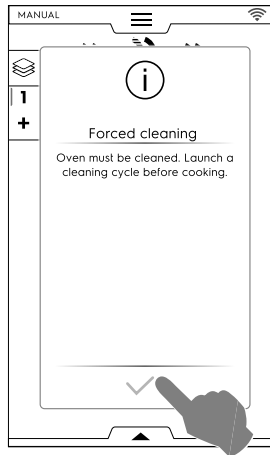 MANUAL
1
+
i
Forced cleaning
Oven must be cleaned. Launch a
cleaning cycle before cooking.